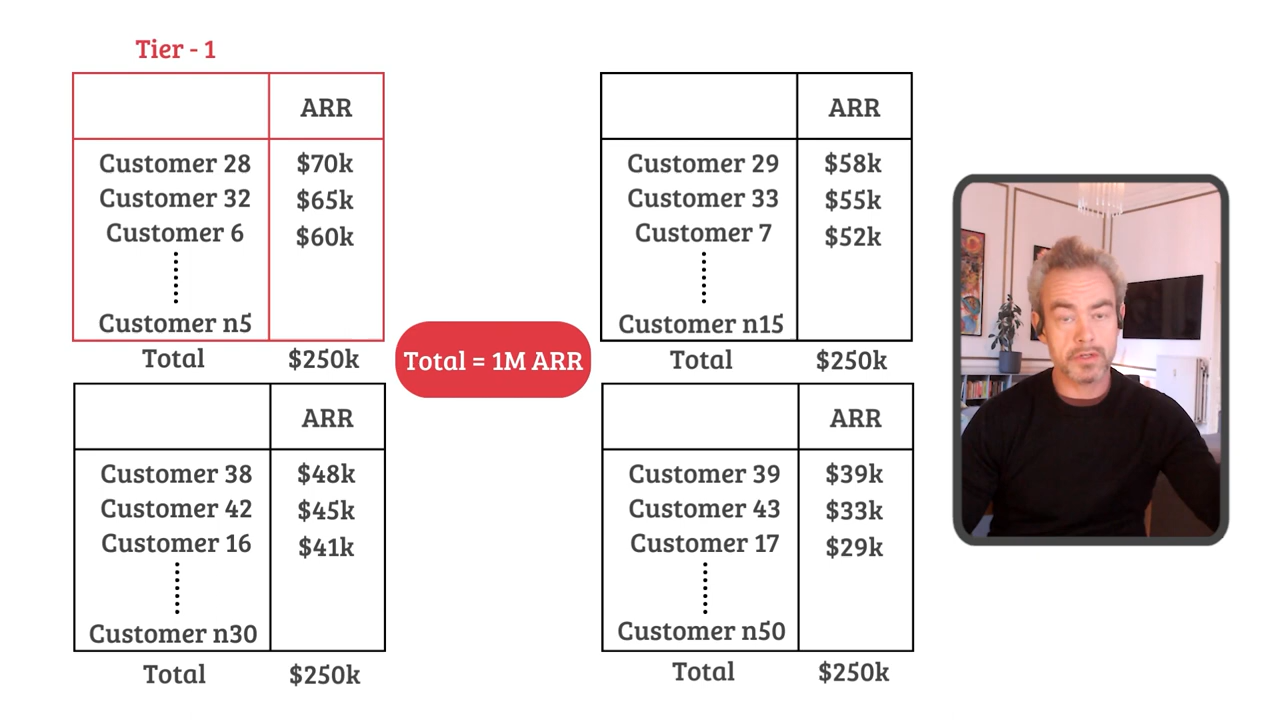 Tier - 1
ARR
Customer 28 $70k
Customer 32 $65k
Customer 6 $60k
Customer n5
Total $250k
ARR
Customer 29 $58k
Customer 33 $55k
Customer 7 $52k
Customer n15
Total $250k
Total = 1M ARR
ARR
Customer 38 $48k
Customer 42 $45k
Customer 16 $41k
Customer n30
Total $250k
ARR
Customer 39 $39k
Customer 43 $33k
Customer 17 $29k
Customer n50
Total $250k